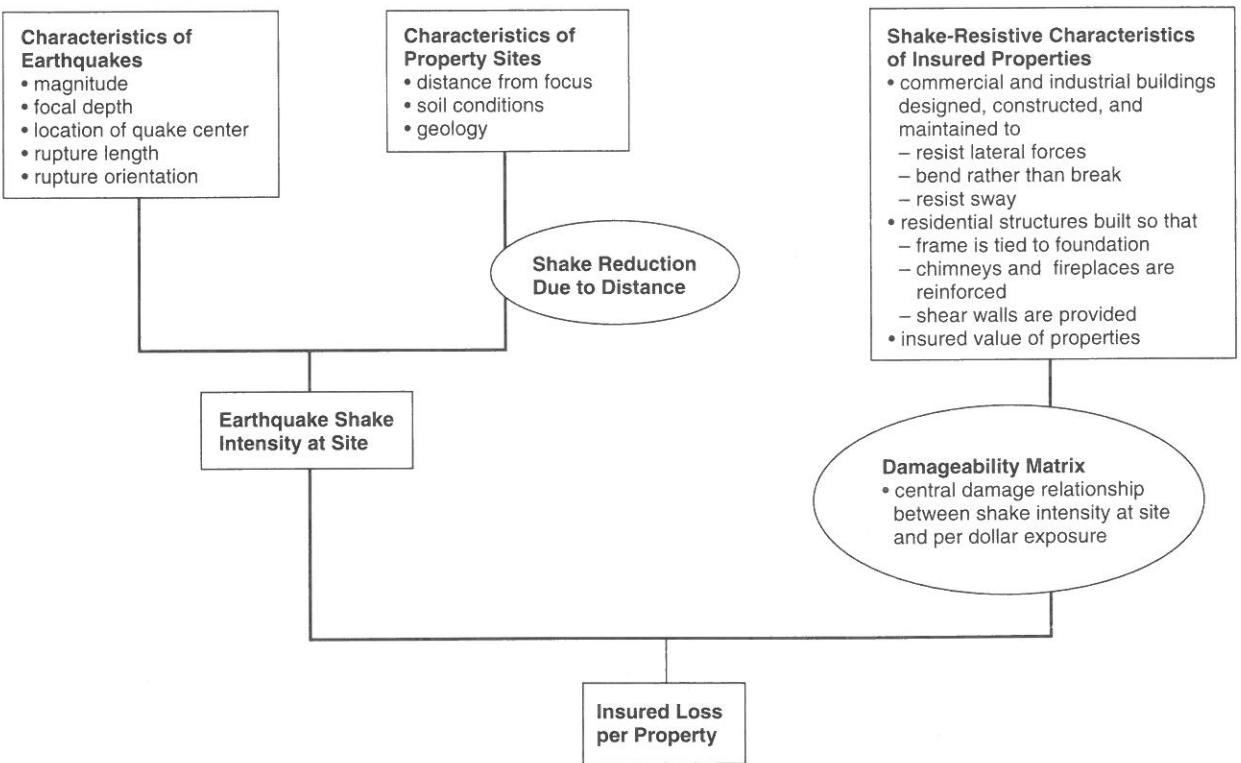 Characteristics of
Earthquakes
• magnitude
• focal depth
• location of quake center
• rupture length
• rupture orientation
Characteristics of
Property Sites
• distance from focus
• soil conditions
• geology
Shake-Resistive Characteristics
of Insured Properties
• commercial and industrial buildings
designed, constructed, and
maintained to
– resist lateral forces
– bend rather than break
– resist sway
• residential structures built so that
– frame is tied to foundation
– chimneys and fireplaces are
reinforced
– shear walls are provided
• insured value of properties
Shake Reduction
Due to Distance
Earthquake Shake
Intensity at Site
Damageability Matrix
• central damage relationship
between shake intensity at site
and per dollar exposure
Insured Loss
per Property